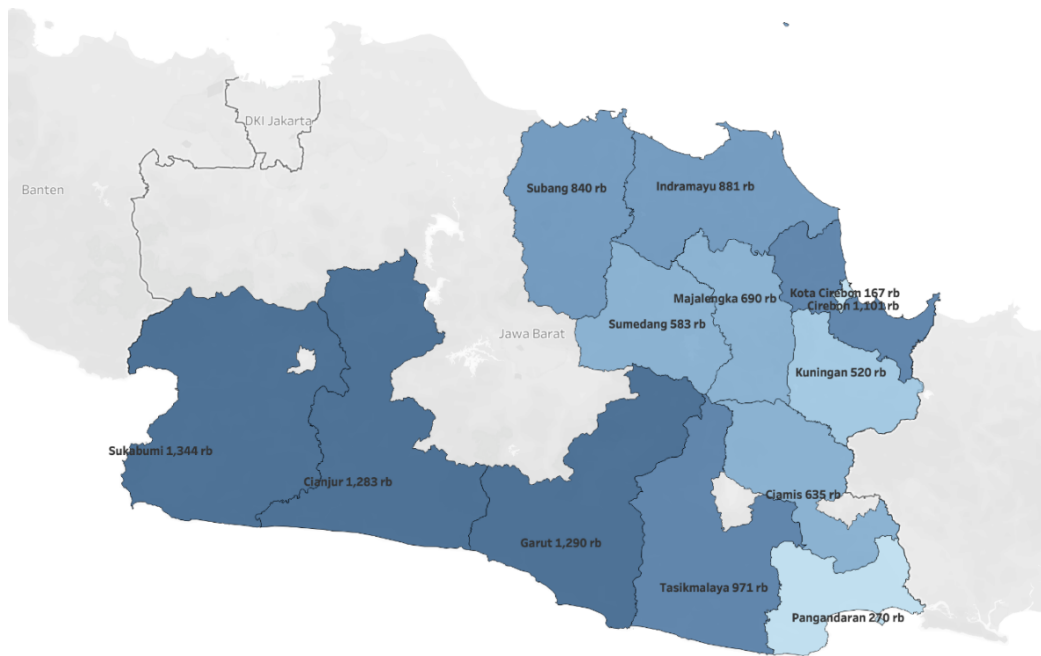 DKI Jakarta
Banten
Subang 840 rb
Indramayu 881 rb
Kota Cirebon 167 rb
Majalengka 690 rb
Cirebon 1,101 rb
Sumedang 583 rb
Jawa Barat
Kuningan 520 rb
Sukabumi 1,344 rb
Cianjur 1,283 rb
Ciamis 635 rb
Garut 1,290 rb
Tasikmalaya 971 rb
Pangandaran 270 rb